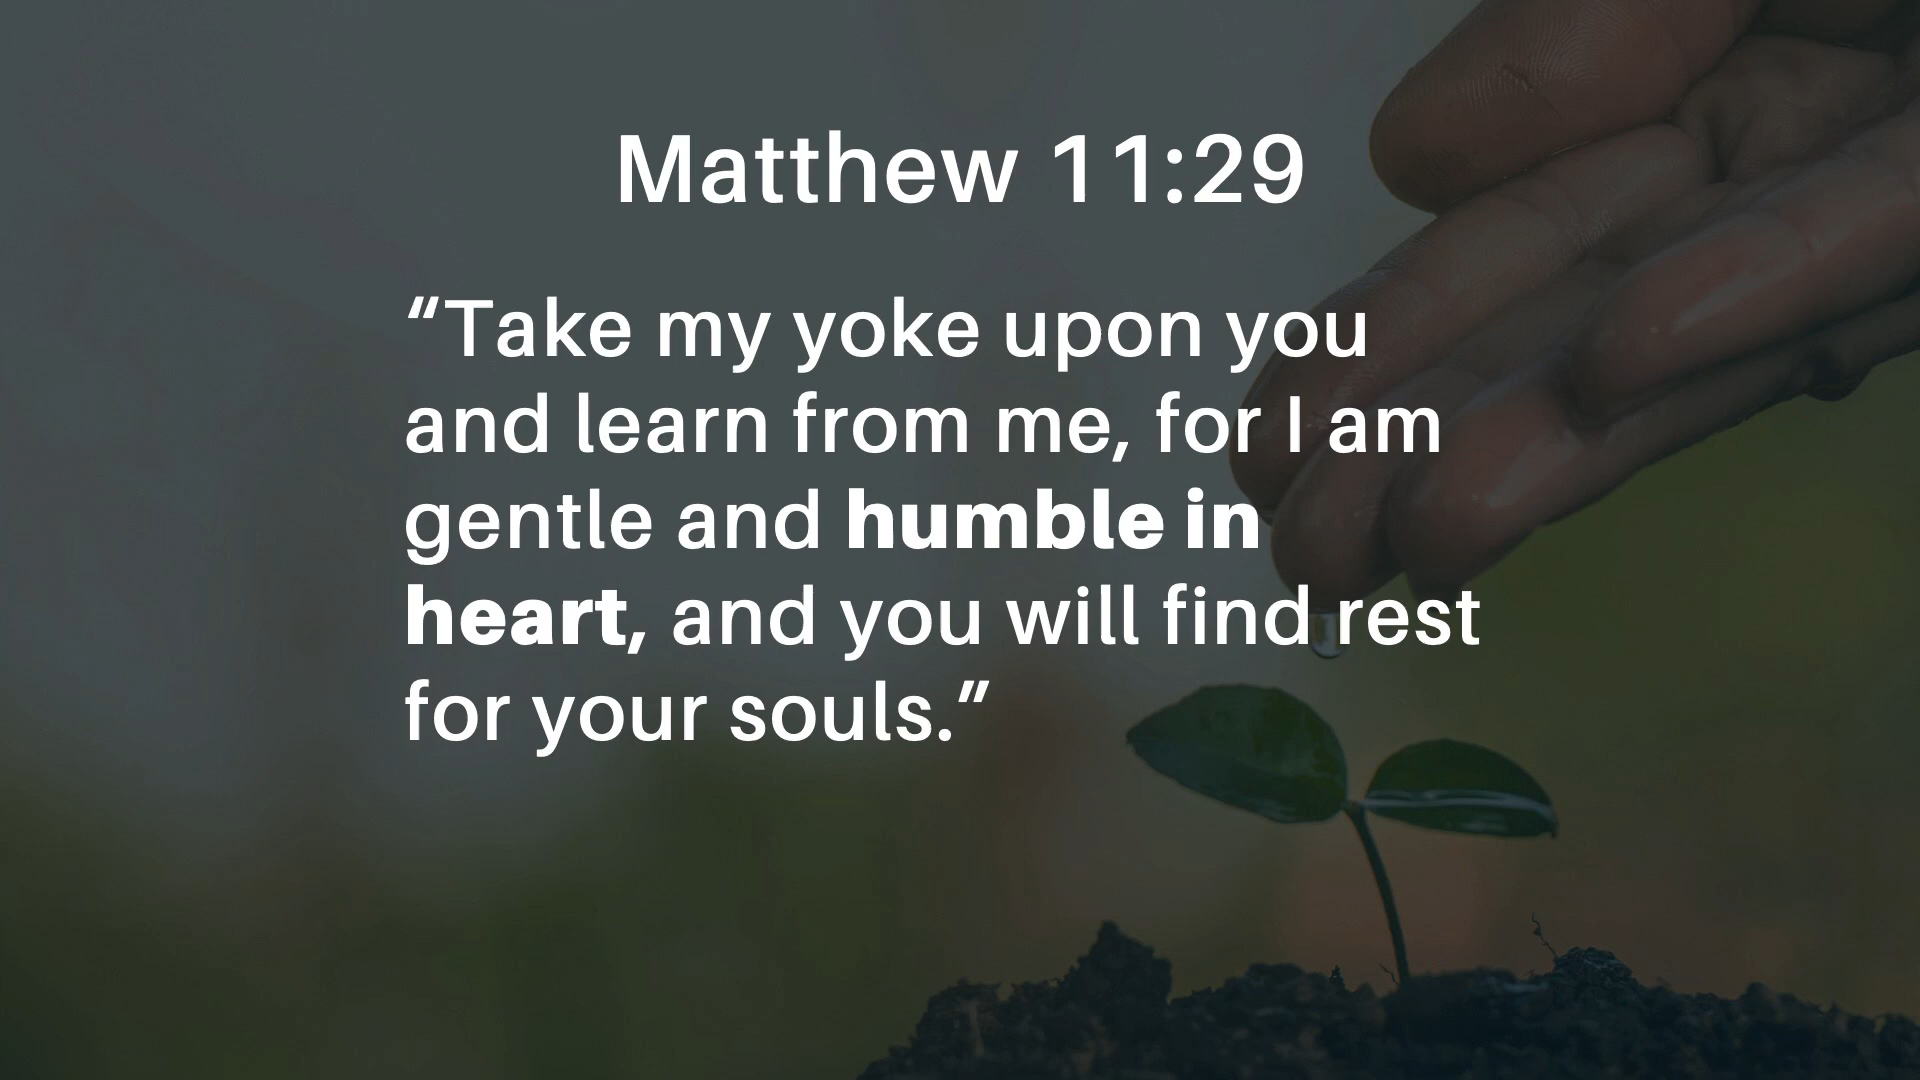 Matthew 11:29
“Take my yoke upon you
and learn from me, for I am
gentle and humble in
heart, and you will find rest
for your souls.”